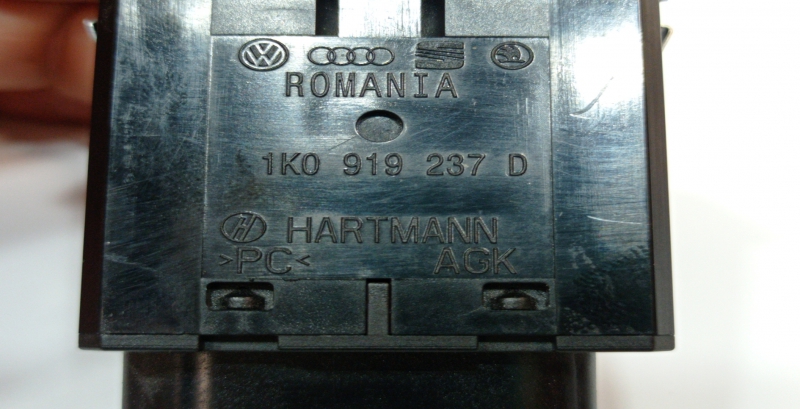 ROMANIA
1K0 919 237 D
HARTMANN
>PC< AGK